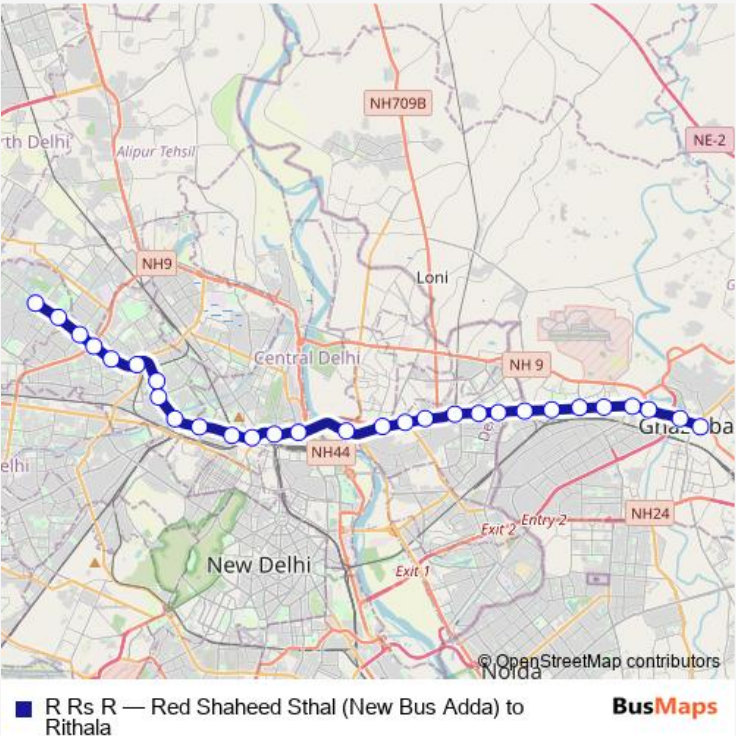 NH709B
NE-2
rth Delhi
Alipur Tehsil
NH9
Loni
Central Delhi
NH 9
elhi
NH44
NH24
Exit 2
Entry 2
New Delhi
Exit 1
© OpenStreetMap contributors
Noida
R Rs R — Red Shaheed Sthal (New Bus Adda) to
Rithala
BusMaps